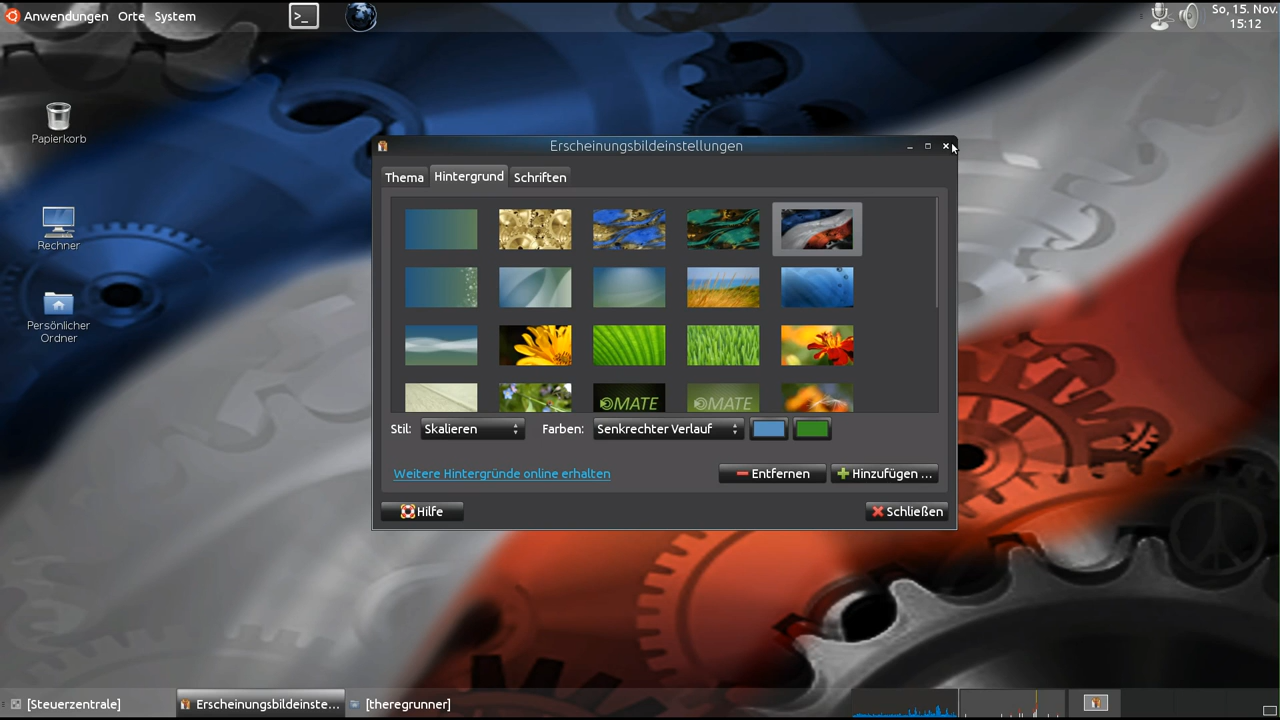 Anwendungen Orte System
So, 15. Nov.
15:12
Papierkorb
Rechner
Persönlicher
Ordner
Erscheinungsbildeinstellungen
Thema Hintergrund Schriften
MATE MATE
Stil: Skalieren Farben: Senkrechter Verlauf
Weitere Hintergründe online erhalten Entfernen Hinzufügen ...
Hilfe Schließen
[Steuerzentrale] Erscheinungsbildeinste... [theregrunner]